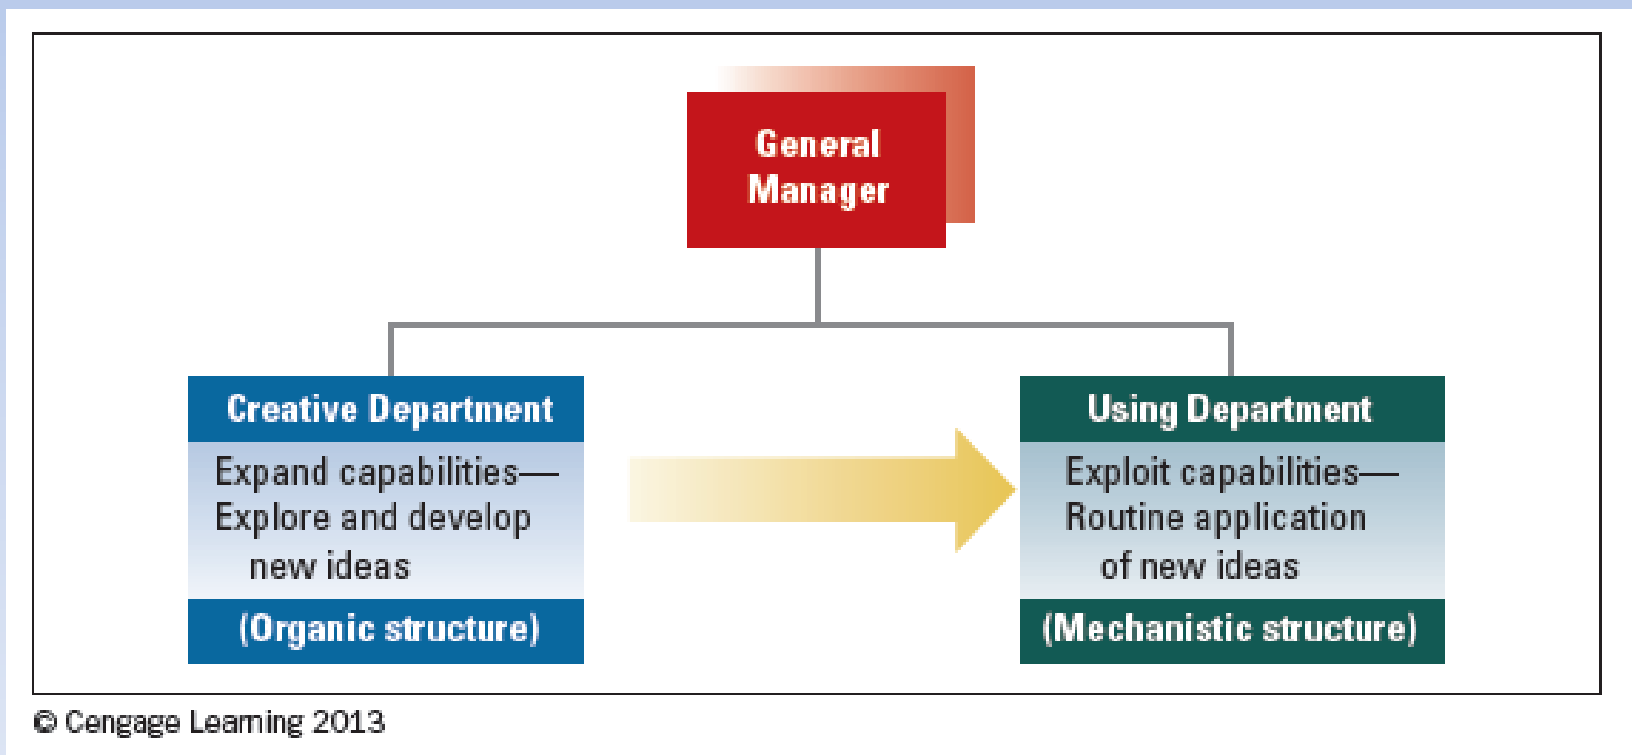 General
Manager
Creative Department
Expand capabilities—
Explore and develop
new ideas
(Organic structure)
Using Department
Exploit capabilities—
Routine application
of new ideas
(Mechanistic structure)
© Cengage Learning 2013